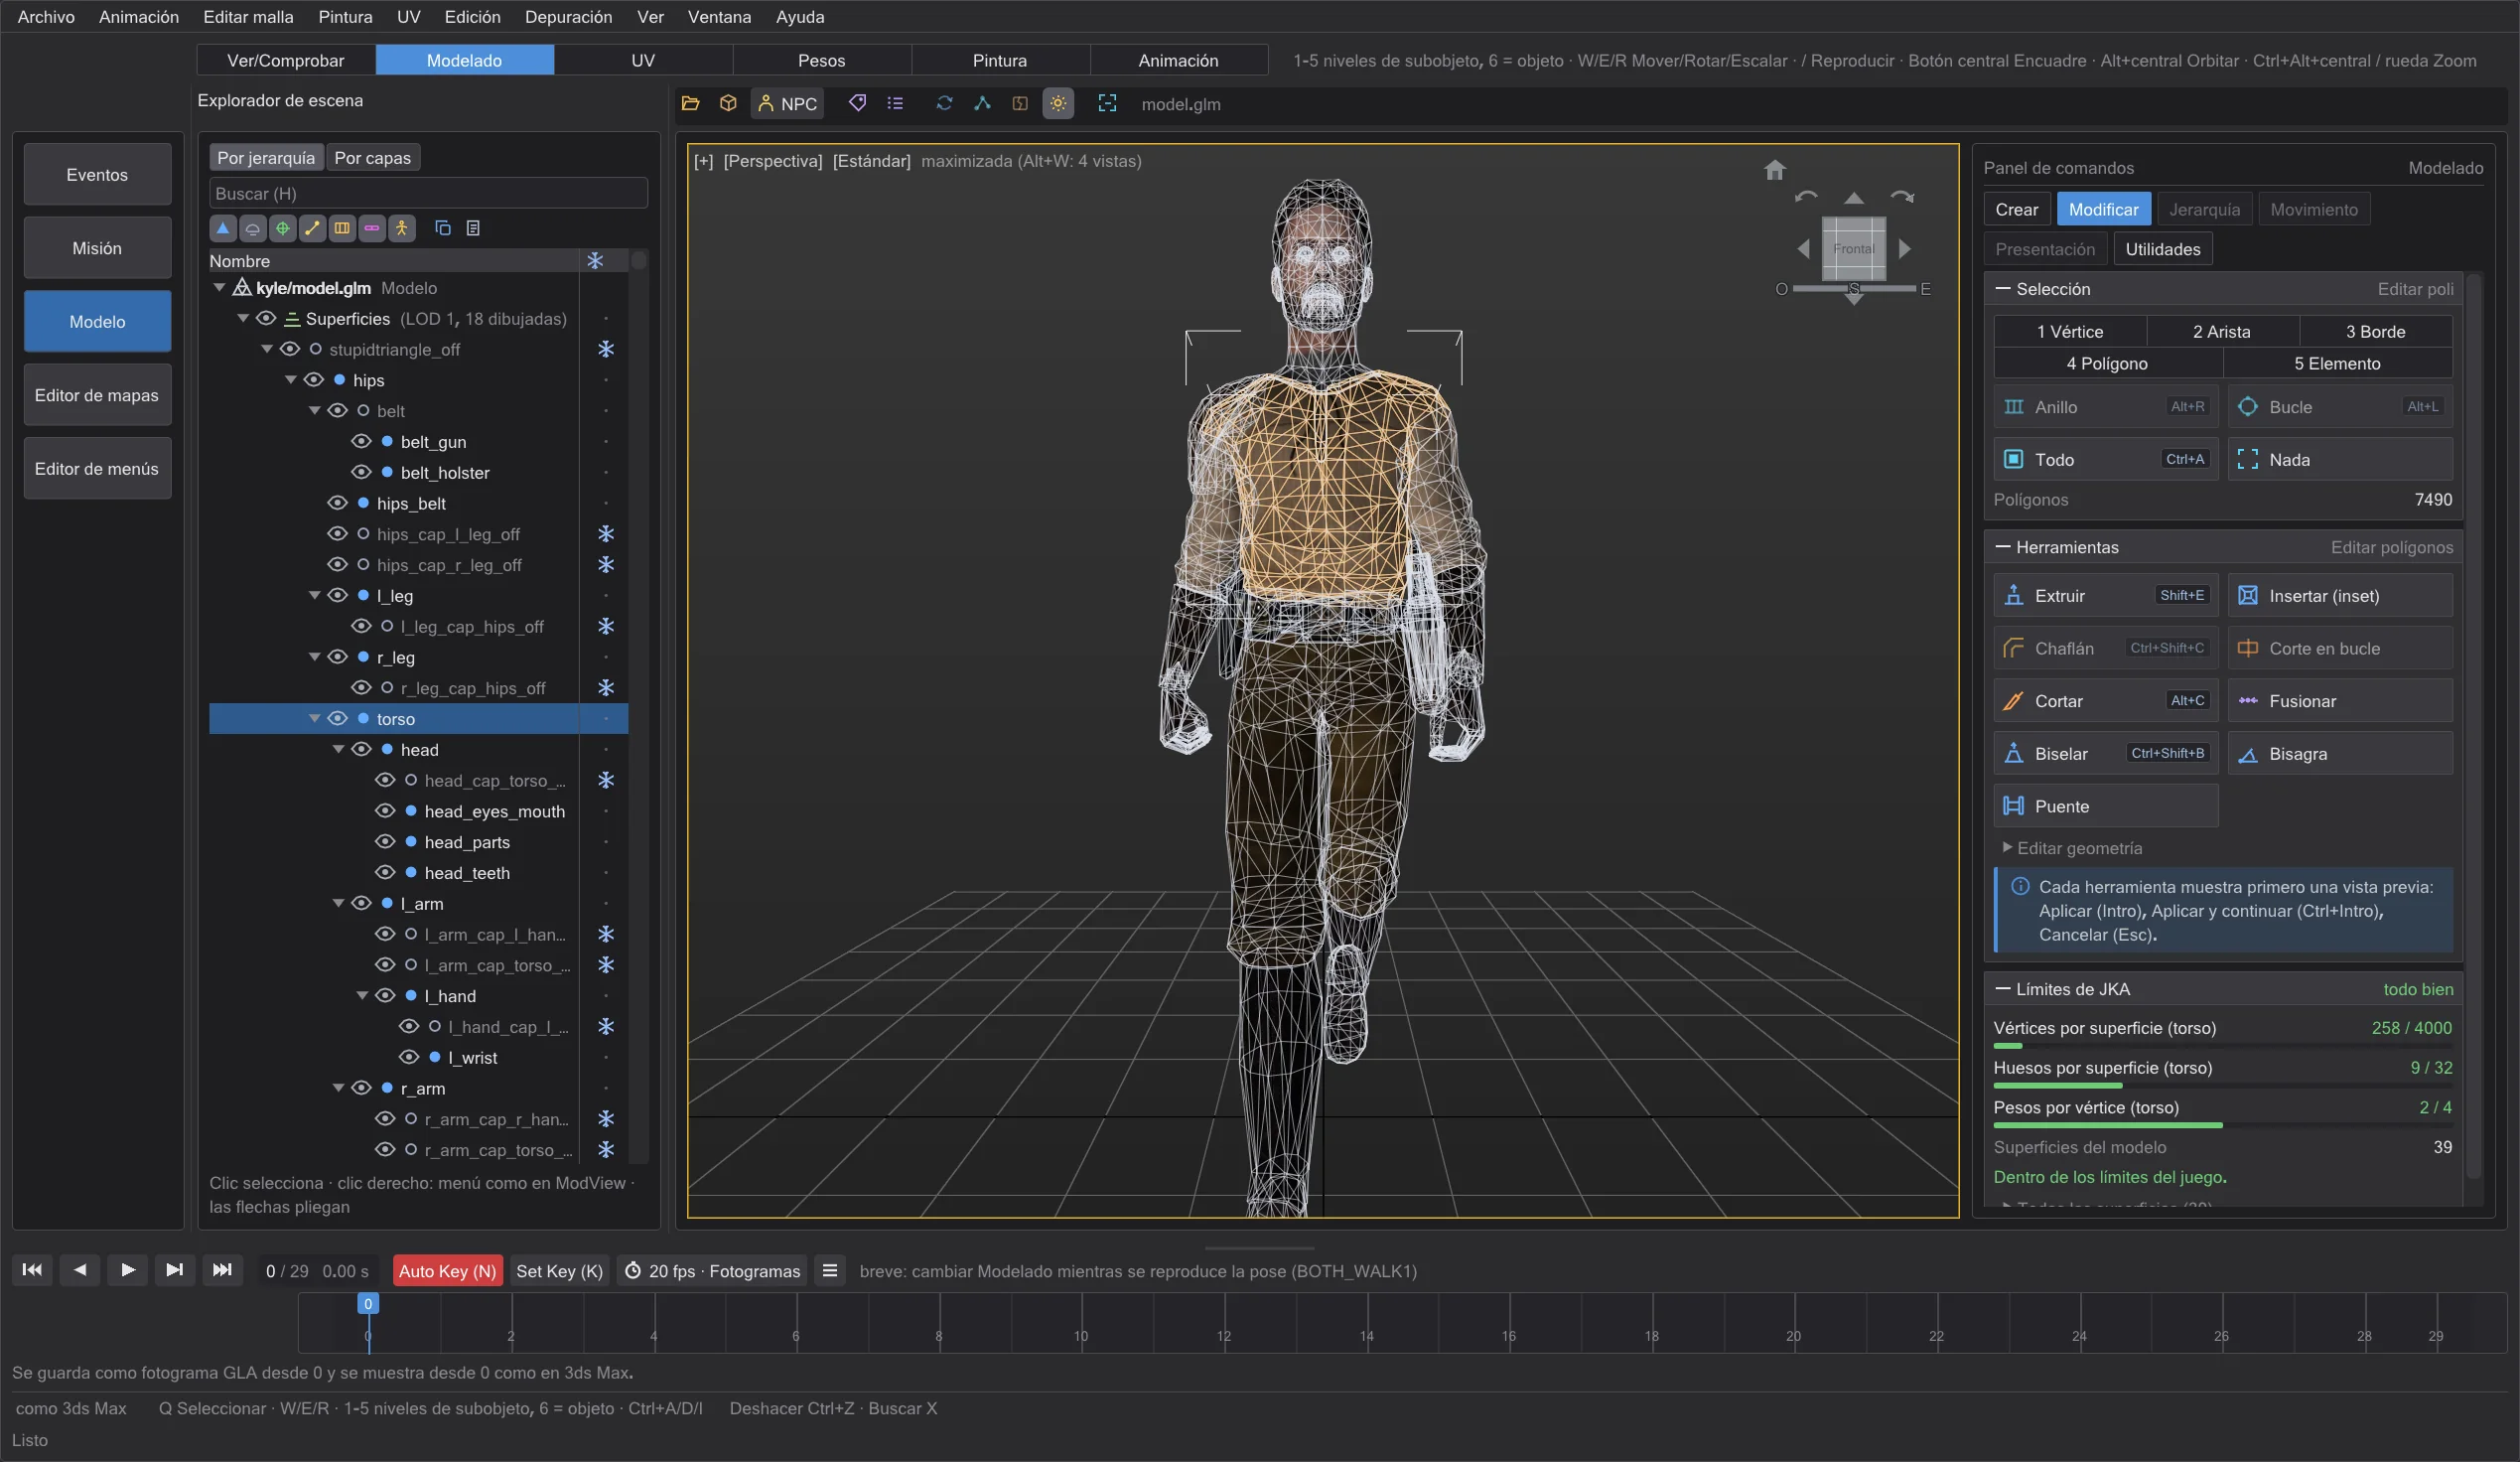 Archivo Animación Editar malla Pintura UV Edición Depuración Ver Ventana Ayuda
Ver/Comprobar Modelado UV Pesos Pintura Animación 1-5 niveles de subobjeto, 6 = objeto · W/E/R Mover/Rotar/Escalar · / Reproducir · Botón central Encuadre · Alt+central Orbitar · Ctrl+Alt+central / rueda Zoom
Explorador de escena
NPC model.glm
Eventos
Misión
Modelo
Editor de mapas
Editor de menús
Por jerarquía Por capas
Buscar (H)
Nombre
kyle/model.glm Modelo
Superficies (LOD 1, 18 dibujadas)
stupidtriangle_off
hips
belt
belt_gun
belt_holster
hips_belt
hips_cap_l_leg_off
hips_cap_r_leg_off
l_leg
l_leg_cap_hips_off
r_leg
r_leg_cap_hips_off
torso
head
head_cap_torso_...
head_eyes_mouth
head_parts
head_teeth
l_arm
l_arm_cap_l_han...
l_arm_cap_torso_...
l_hand
l_hand_cap_l_...
l_wrist
r_arm
r_arm_cap_r_han...
r_arm_cap_torso_...
Clic selecciona · clic derecho: menú como en ModView ·
las flechas pliegan
[+] [Perspectiva] [Estándar] maximizada (Alt+W: 4 vistas)
Frontal
O S E
Panel de comandos Modelado
Crear Modificar Jerarquía Movimiento
Presentación Utilidades
Selección Editar poli
1 Vértice 2 Arista 3 Borde
4 Polígono 5 Elemento
Anillo Alt+R Bucle Alt+L
Todo Ctrl+A Nada
Polígonos 7490
Herramientas Editar polígonos
Extruir Shift+E Insertar (inset)
Chaflán Ctrl+Shift+C Corte en bucle
Cortar Alt+C Fusionar
Biselar Ctrl+Shift+B Bisagra
Puente
Editar geometría
Cada herramienta muestra primero una vista previa:
Aplicar (Intro), Aplicar y continuar (Ctrl+Intro),
Cancelar (Esc).
Límites de JKA todo bien
Vértices por superficie (torso) 258 / 4000
Huesos por superficie (torso) 9 / 32
Pesos por vértice (torso) 2 / 4
Superficies del modelo 39
Dentro de los límites del juego.
0 / 29 0.00 s Auto Key (N) Set Key (K) 20 fps · Fotogramas breve: cambiar Modelado mientras se reproduce la pose (BOTH_WALK1)
0
0 2 4 6 8 10 12 14 16 18 20 22 24 26 28 29
Se guarda como fotograma GLA desde 0 y se muestra desde 0 como en 3ds Max.
como 3ds Max Q Seleccionar · W/E/R · 1-5 niveles de subobjeto, 6 = objeto · Ctrl+A/D/I Deshacer Ctrl+Z · Buscar X
Listo